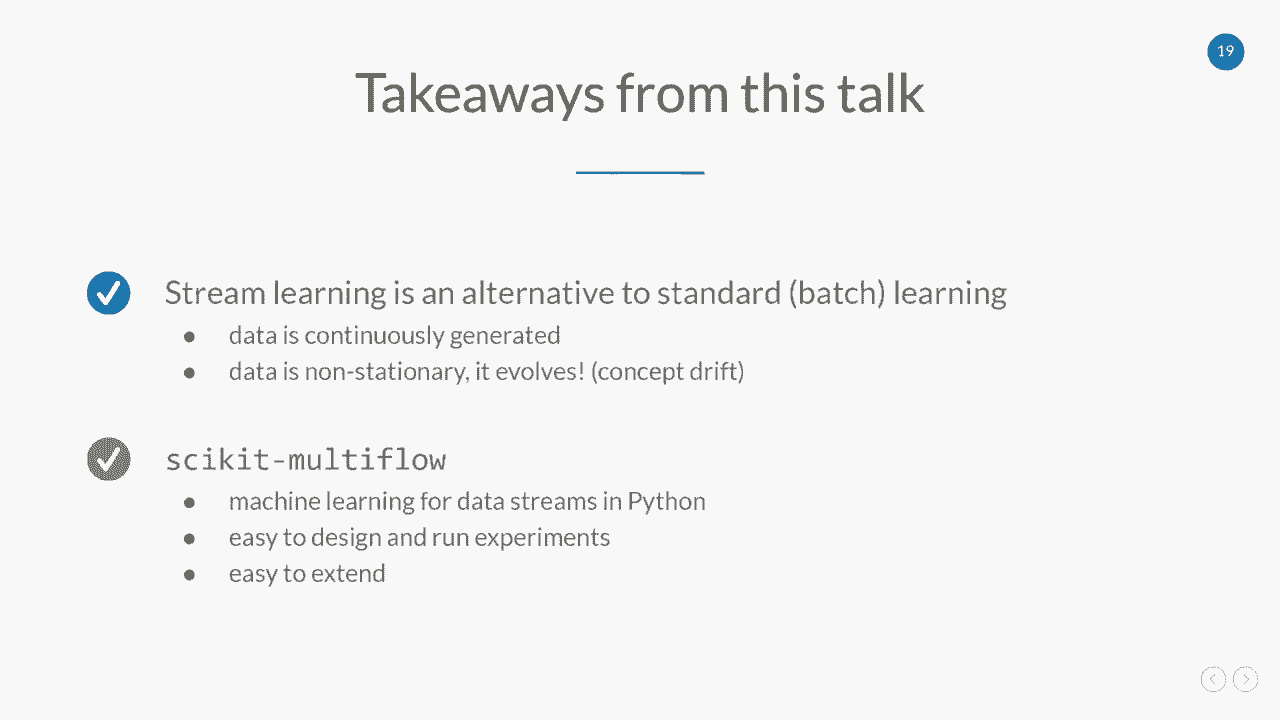 19
Takeaways from this talk
Stream learning is an alternative to standard (batch) learning
● data is continuously generated
● data is non-stationary, it evolves! (concept drift)
scikit-multiflow
● machine learning for data streams in Python
● easy to design and run experiments
● easy to extend